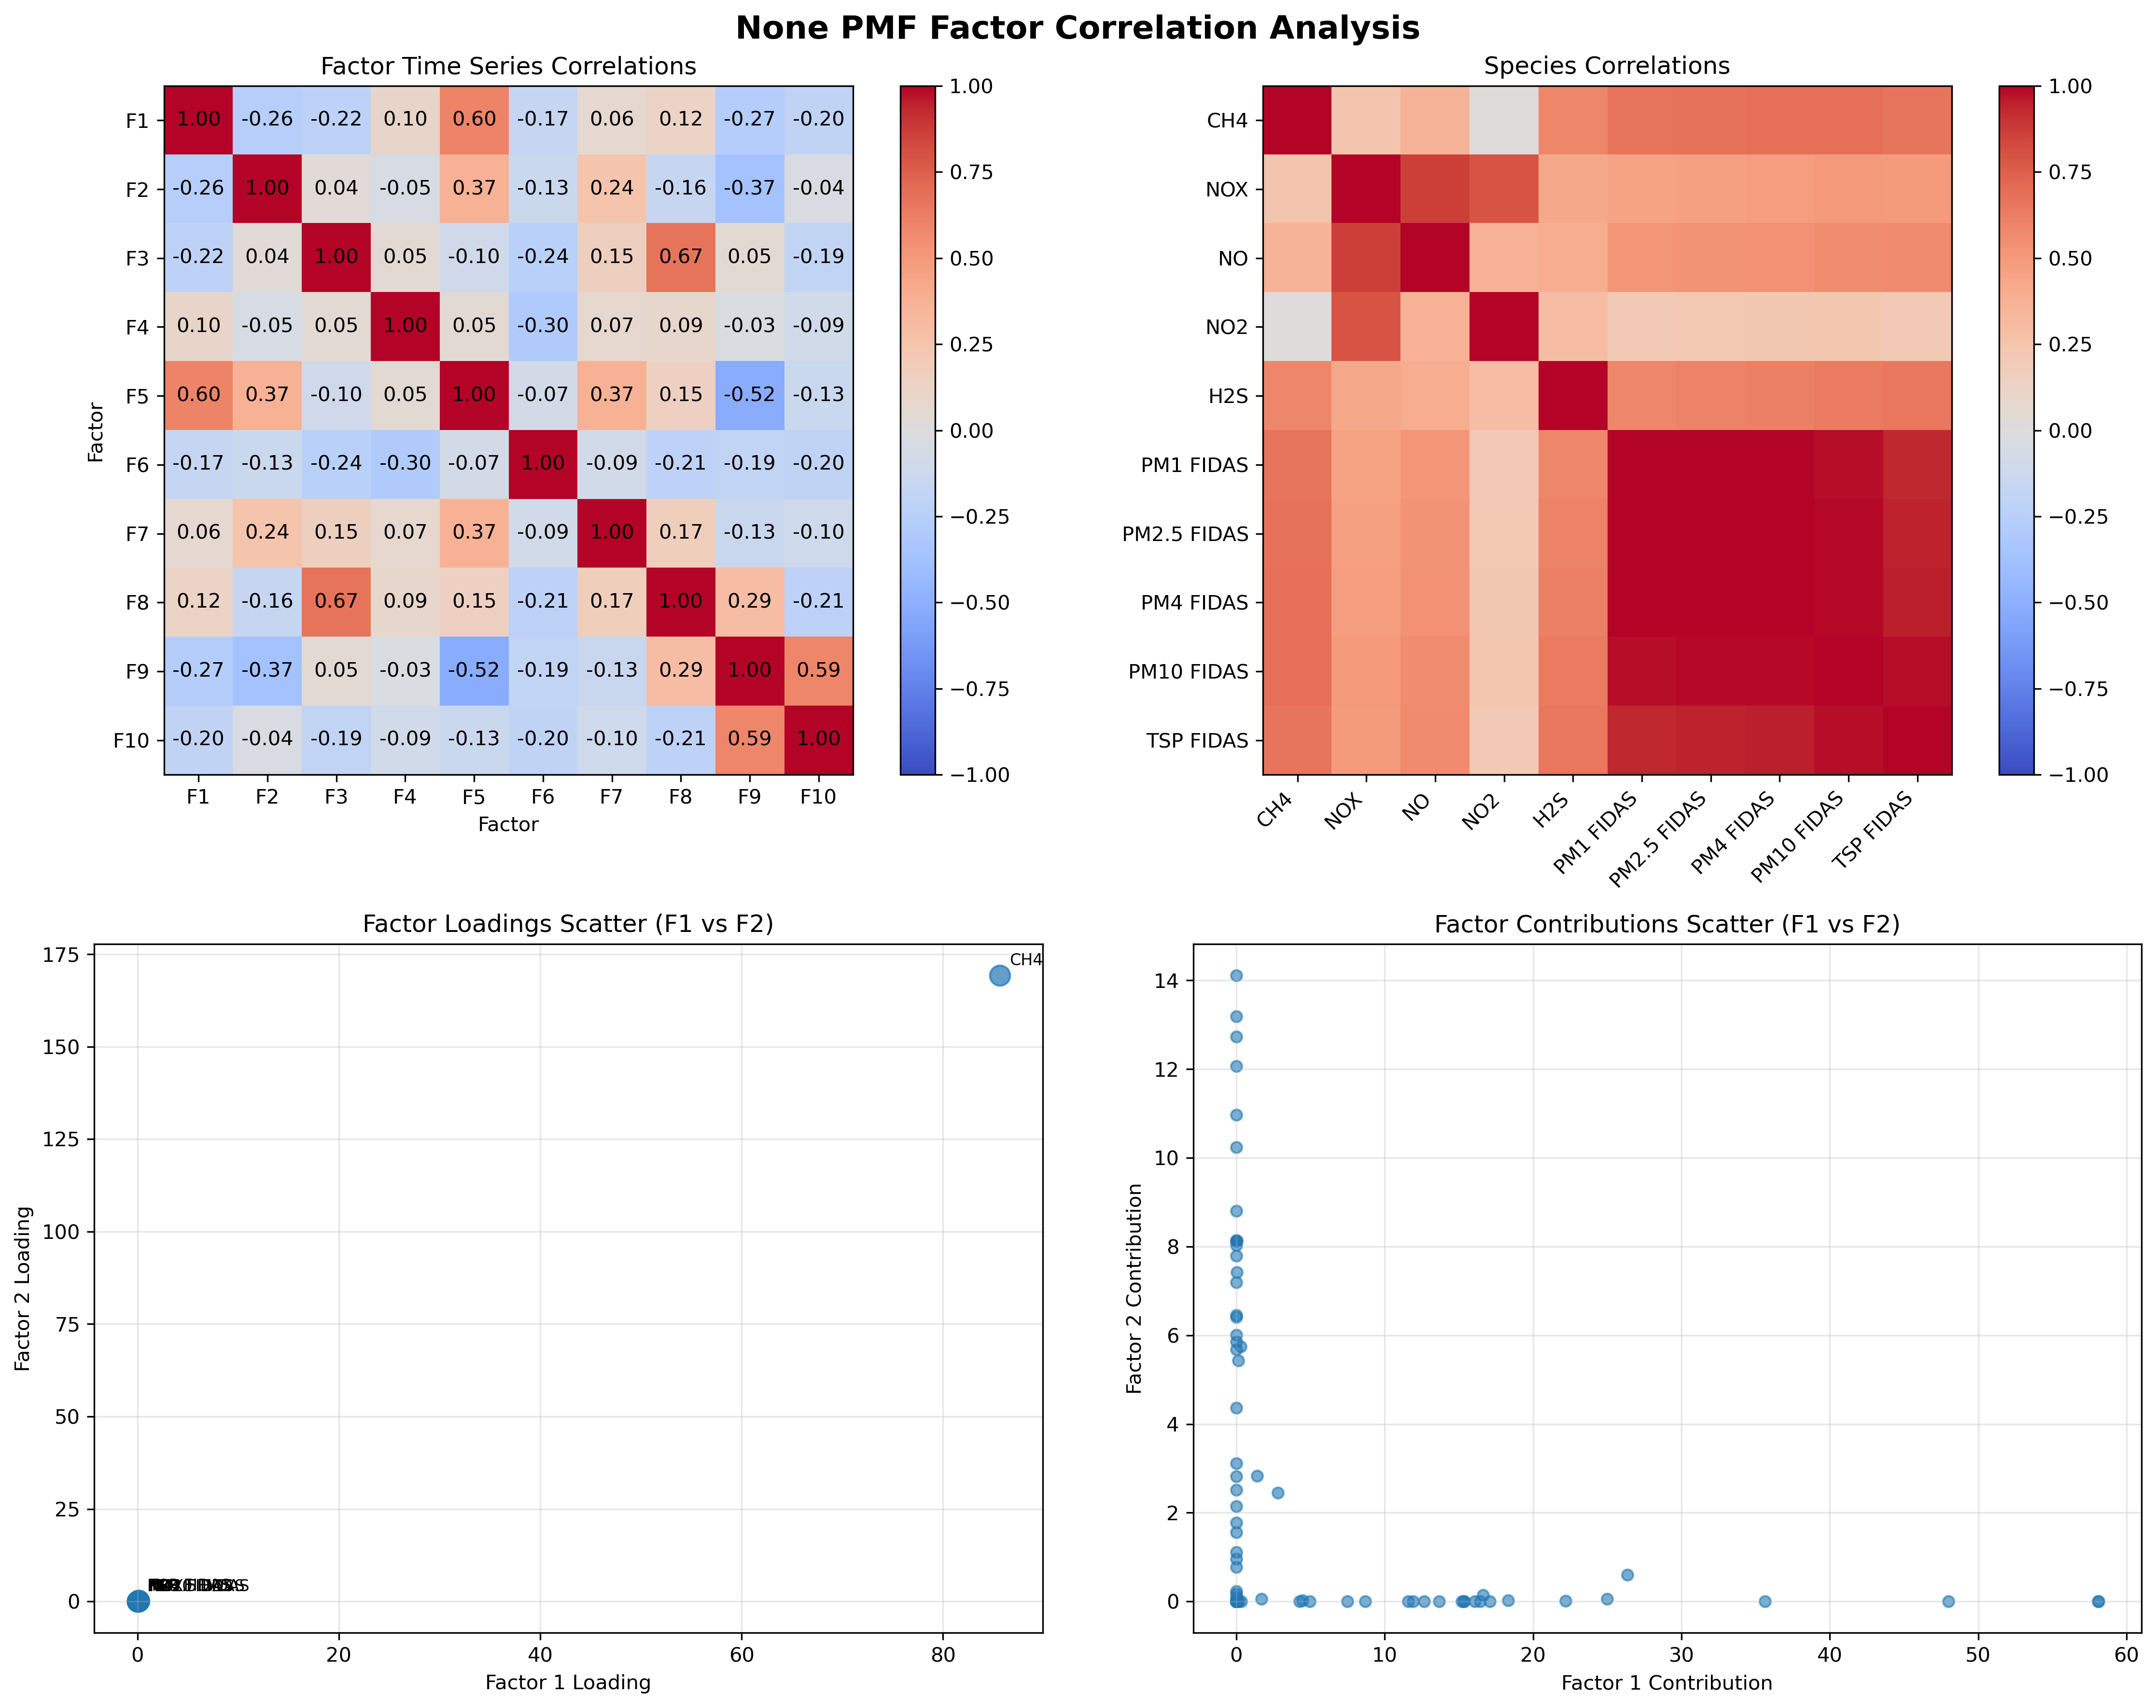 None PMF Factor Correlation Analysis
Factor Time Series Correlations
F1 1.00 -0.26 -0.22 0.10 0.60 -0.17 0.06 0.12 -0.27 -0.20
F2 -0.26 1.00 0.04 -0.05 0.37 -0.13 0.24 -0.16 -0.37 -0.04
F3 -0.22 0.04 1.00 0.05 -0.10 -0.24 0.15 0.67 0.05 -0.19
F4 0.10 -0.05 0.05 1.00 0.05 -0.30 0.07 0.09 -0.03 -0.09
F5 0.60 0.37 -0.10 0.05 1.00 -0.07 0.37 0.15 -0.52 -0.13
F6 -0.17 -0.13 -0.24 -0.30 -0.07 1.00 -0.09 -0.21 -0.19 -0.20
F7 0.06 0.24 0.15 0.07 0.37 -0.09 1.00 0.17 -0.13 -0.10
F8 0.12 -0.16 0.67 0.09 0.15 -0.21 0.17 1.00 0.29 -0.21
F9 -0.27 -0.37 0.05 -0.03 -0.52 -0.19 -0.13 0.29 1.00 0.59
F10 -0.20 -0.04 -0.19 -0.09 -0.13 -0.20 -0.10 -0.21 0.59 1.00
F1 F2 F3 F4 F5 F6 F7 F8 F9 F10
Factor
Factor
1.00
0.75
0.50
0.25
0.00
−0.25
−0.50
−0.75
−1.00
Species Correlations
CH4
NOX
NO
NO2
H2S
PM1 FIDAS
PM2.5 FIDAS
PM4 FIDAS
PM10 FIDAS
TSP FIDAS
CH4 NOX NO NO2 H2S PM1 FIDAS PM2.5 FIDAS PM4 FIDAS PM10 FIDAS TSP FIDAS
1.00
0.75
0.50
0.25
0.00
−0.25
−0.50
−0.75
−1.00
Factor Loadings Scatter (F1 vs F2)
175
150
125
100
75
50
25
0
CH4
0 20 40 60 80
Factor 1 Loading
Factor 2 Loading
Factor Contributions Scatter (F1 vs F2)
14
12
10
8
6
4
2
0
0 10 20 30 40 50 60
Factor 1 Contribution
Factor 2 Contribution